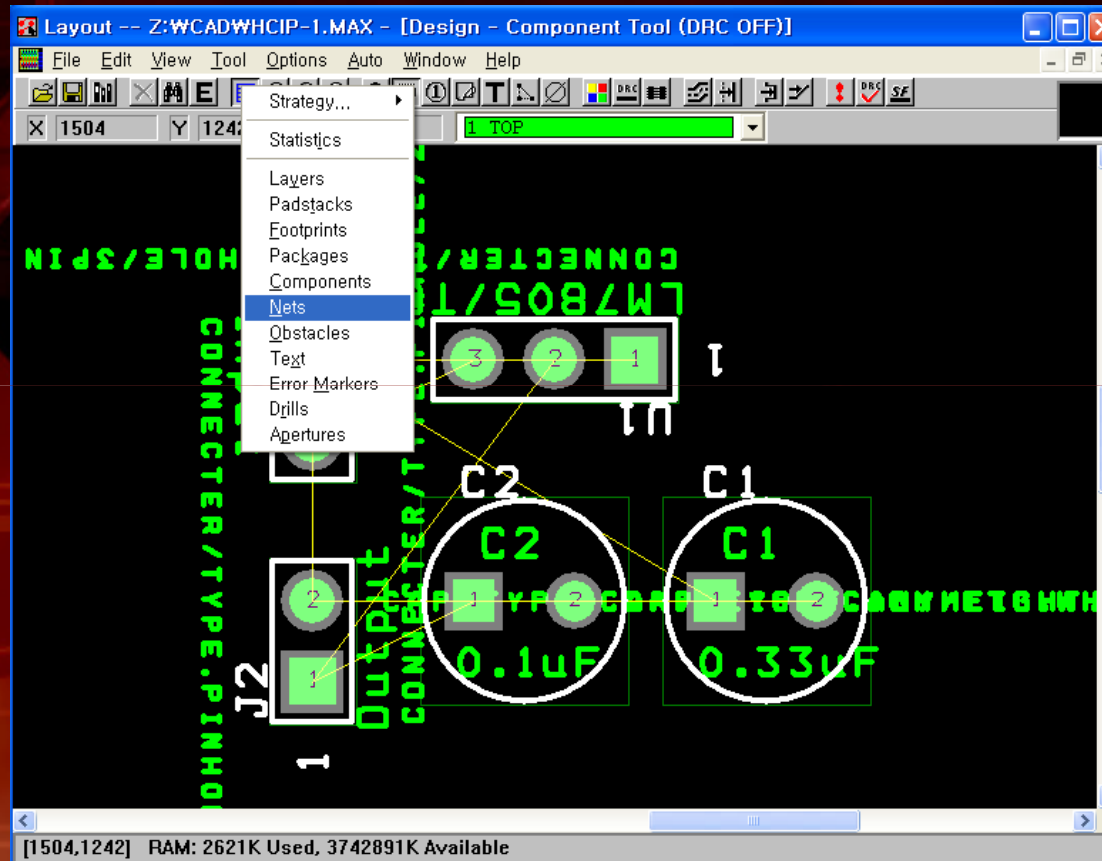 Layout -- Z:₩CAD₩HCIP-1.MAX - [Design - Component Tool (DRC OFF)]
File Edit View Tool Options Auto Window Help
E T DRC DRC SF
X 1504 Y 1242 1 TOP
Strategy...
Statistics
Layers
Padstacks
Footprints
Packages
Components
Nets
Obstacles
Text
Error Markers
Drills
Apertures
HOLE/3PIN
CONNECTER/
LM7805/T
3 2 1
1
U1
CONNECTER/TYPE.PINHO
C2 C1
C2 C1
2 1 2 1 2
0.1uF 0.33uF
1
J2
Output
1
[1504,1242] RAM: 2621K Used, 3742891K Available